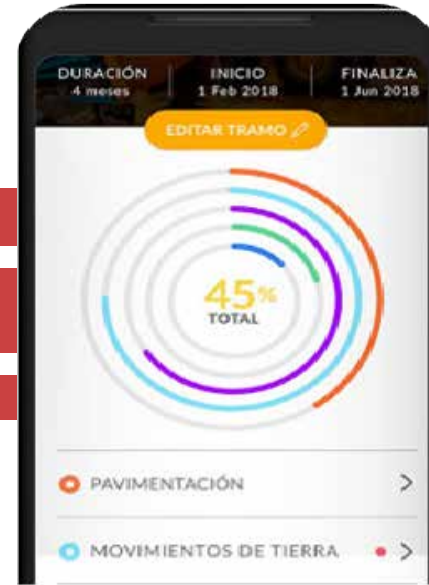 DURACIÓN INICIO FINALIZA
4 meses 1 Feb 2018 1 Jun 2018
EDITAR TRAMO
45%
TOTAL
PAVIMENTACIÓN
MOVIMIENTOS DE TIERRA